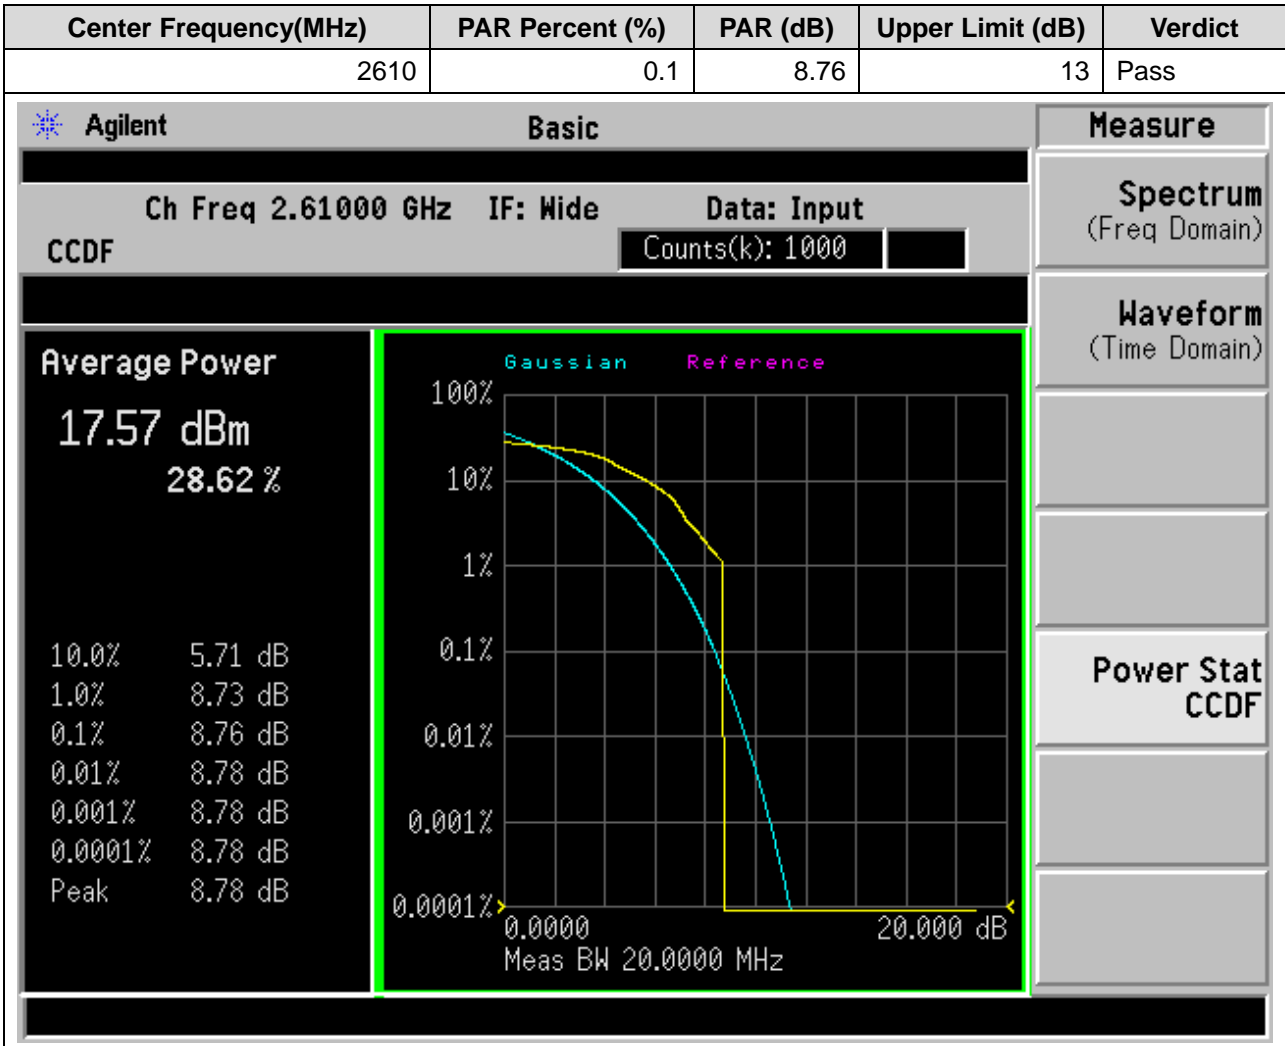 Center Frequency(MHz) PAR Percent (%) PAR (dB) Upper Limit (dB) Verdict
2610 0.1 8.76 13 Pass
Agilent Basic Measure
Ch Freq 2.61000 GHz IF: Wide Data: Input
CCDF Counts(k): 1000
Spectrum
(Freq Domain)
Waveform
(Time Domain)
Power Stat
CCDF
Average Power
17.57 dBm
28.62 %
10.0% 5.71 dB
1.0% 8.73 dB
0.1% 8.76 dB
0.01% 8.78 dB
0.001% 8.78 dB
0.0001% 8.78 dB
Peak 8.78 dB
Gaussian Reference
100%
10%
1%
0.1%
0.01%
0.001%
0.0001%
0.0000 20.000 dB
Meas BW 20.0000 MHz